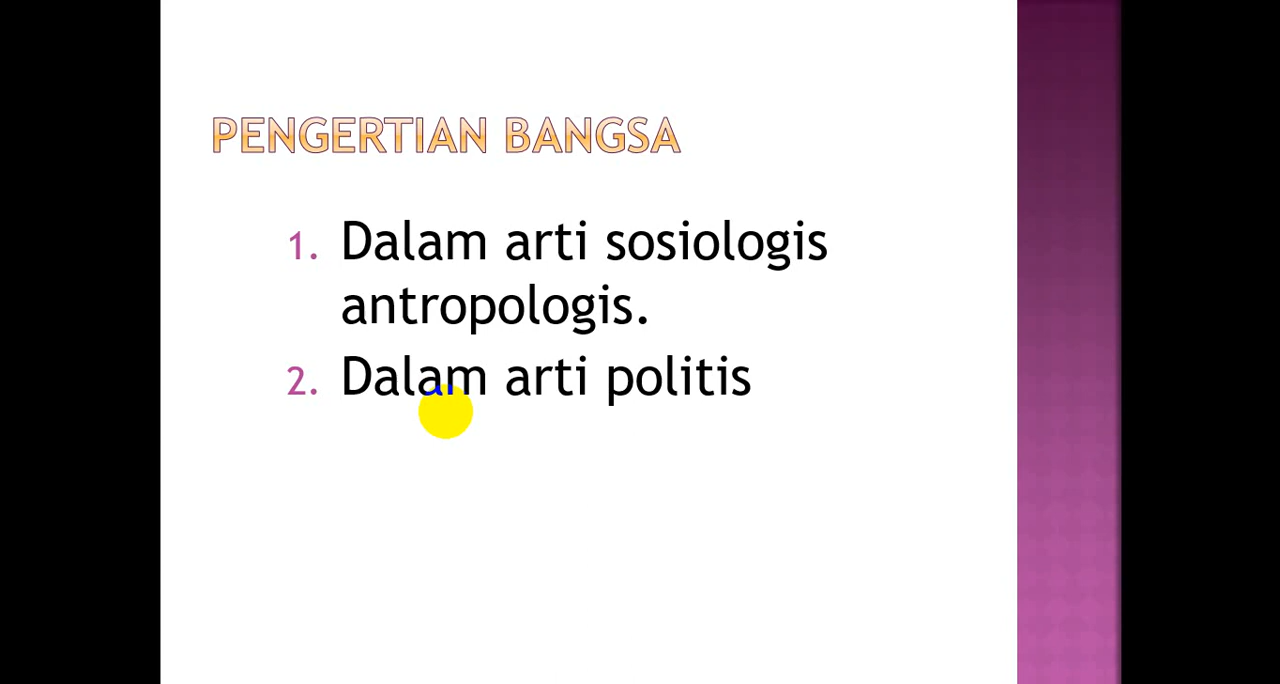 PENGERTIAN BANGSA
1. Dalam arti sosiologis
antropologis.
2. Dalam arti politis